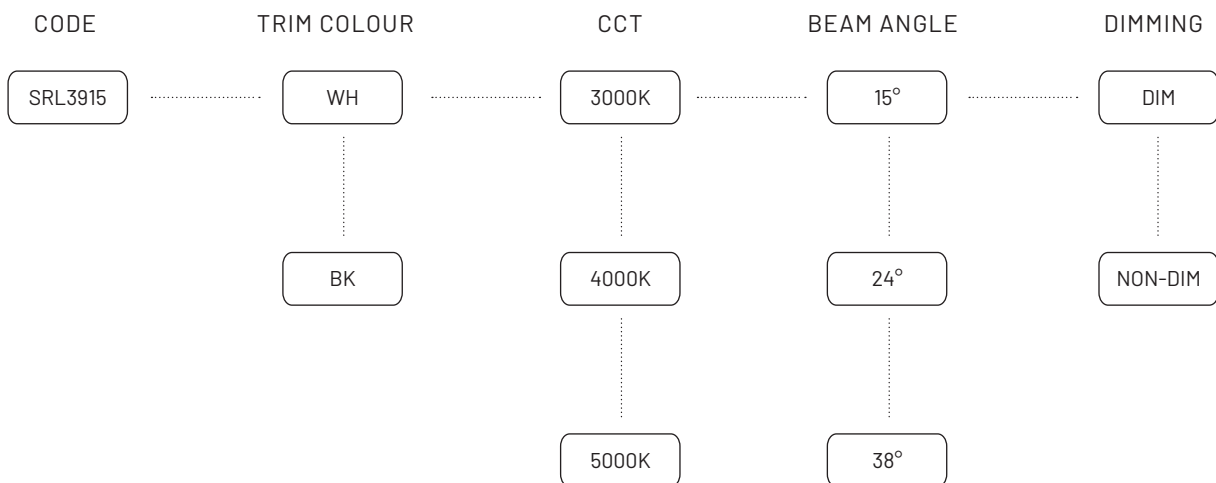 CODE TRIM COLOUR CCT BEAM ANGLE DIMMING
SRL3915 WH 3000K 15° DIM
BK 4000K 24° NON-DIM
5000K 38°